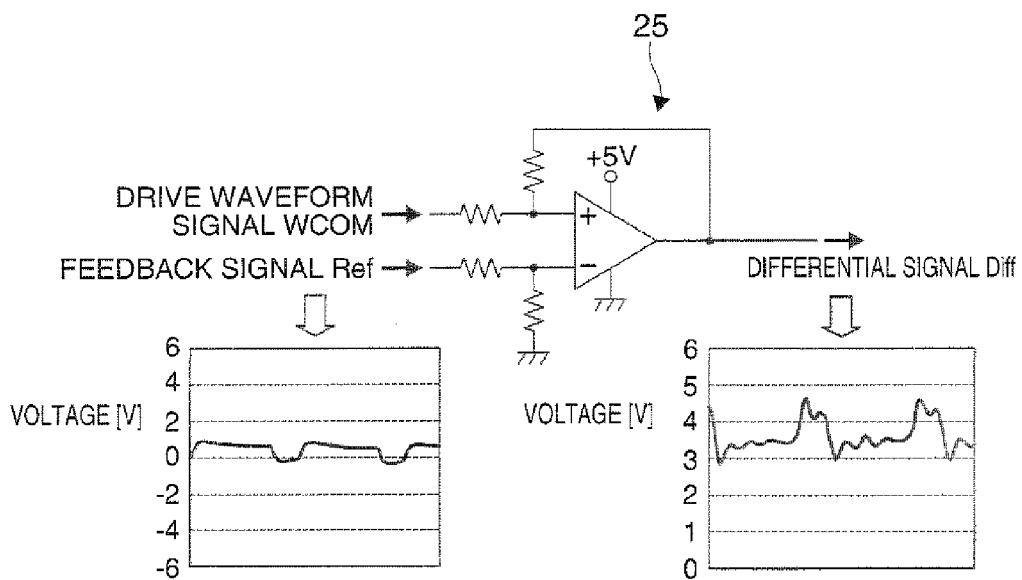 25
+5V
DRIVE WAVEFORM
SIGNAL WCOM
+
FEEDBACK SIGNAL Ref
−
DIFFERENTIAL SIGNAL Diff
VOLTAGE [V]
6
4
2
0
-2
-4
-6
VOLTAGE [V]
6
5
4
3
2
1
0